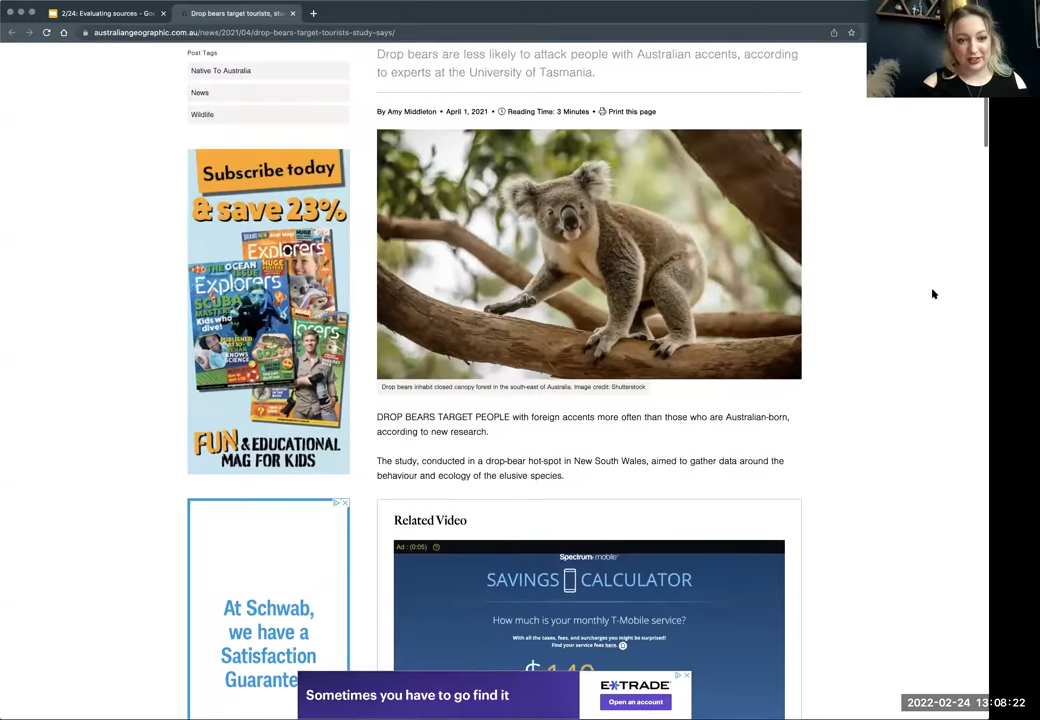 2/24: Evaluating sources - Go
Drop bears target tourists, stu
australiangeographic.com.au/news/2021/04/drop-bears-target-tourists-study-says/
Post Tags
Native To Australia
News
Wildlife
Drop bears are less likely to attack people with Australian accents, according
to experts at the University of Tasmania.
By Amy Middleton • April 1, 2021 • Reading Time: 3 Minutes • Print this page
Subscribe today
& save 23%
Explorers
THE OCEAN ISSUE
Explorers
SCUBA
MARVELS
Kids who dive!
FUN & EDUCATIONAL
MAG FOR KIDS
Drop bears inhabit closed canopy forest in the south-east of Australia. Image credit: Shutterstock
DROP BEARS TARGET PEOPLE with foreign accents more often than those who are Australian-born,
according to new research.
The study, conducted in a drop-bear hot-spot in New South Wales, aimed to gather data around the
behaviour and ecology of the elusive species.
Related Video
Ad : (0:05)
Spectrum mobile
SAVINGS CALCULATOR
How much is your monthly T-Mobile service?
With all the taxes, fees, and surcharges you might be surprised!
Find your service fees here.
$140
At Schwab,
we have a
Satisfaction
Guarante
Sometimes you have to go find it
E*TRADE
Open an account
2022-02-24 13:08:22